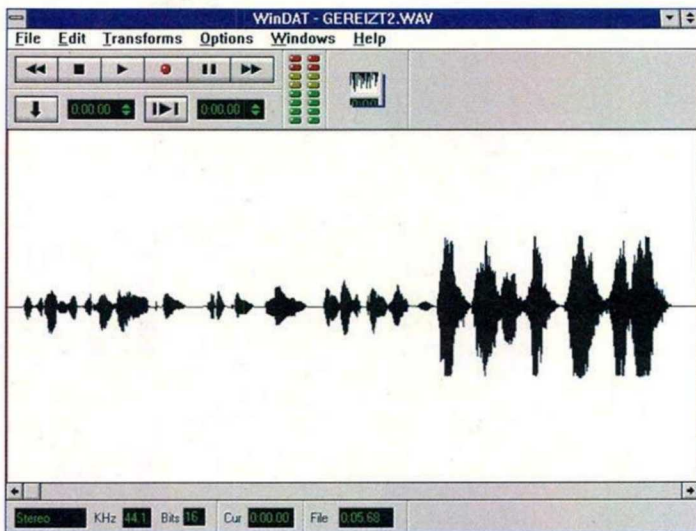 WinDAT - GEREIZT2.WAV
File Edit Transforms Options Windows Help
0:00.00 0:00.00
Stereo KHz 44.1 Bits 16 Cur 0:00.00 File 0:05.68